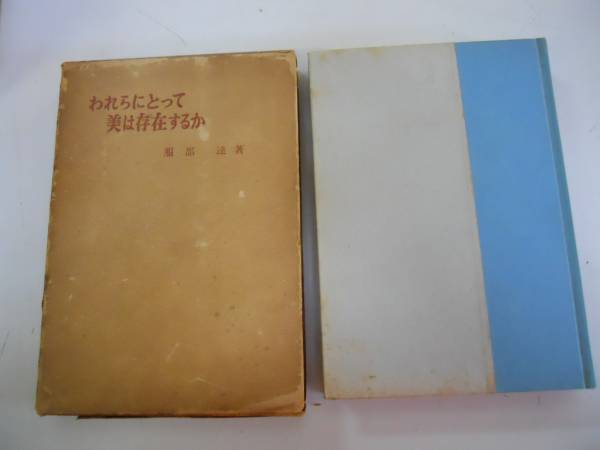 われらにとって
美は存在するか
服部 達 著